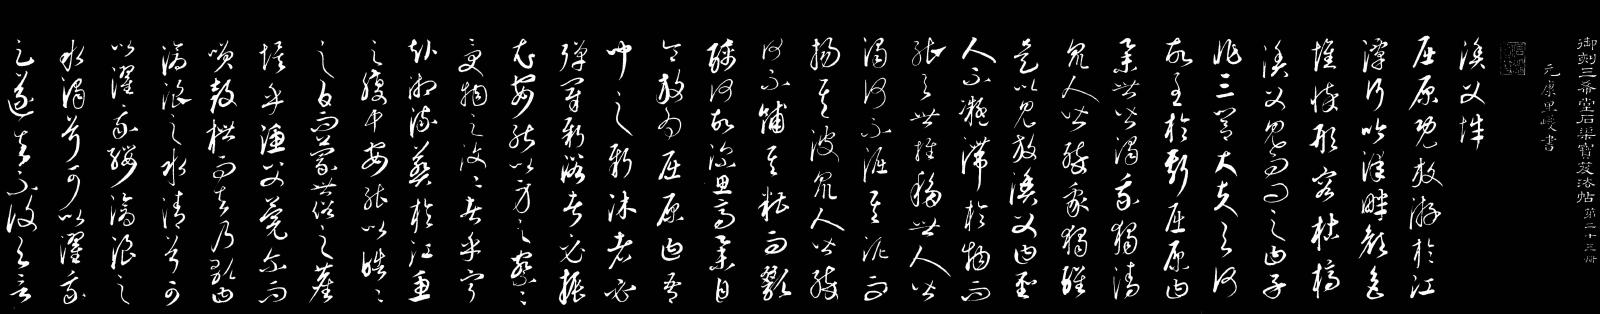 御刻三希堂石渠寶笈法帖第二十三冊
元康里巎書
漁父辭
屈原既放游於江
潭行吟澤畔顏色
憔悴形容枯槁
漁父見而問之曰子
非三閭大夫與何
故至於斯屈原曰
舉世皆濁我獨清
眾人皆醉我獨醒
是以見放漁父曰聖
人不凝滯於物而
能與世推移世人皆
濁何不淈其泥而
揚其波眾人皆醉
何不餔其糟而歠
醨何故深思高舉自
令放為屈原曰吾
聞之新沐者必
彈冠新浴者必振
衣安能以身之察察
受物之汶汶者乎寧
赴湘流葬於江魚
之腹中安能以皓皓
之白而蒙世俗之塵
埃乎漁父莞爾而
笑鼓枻而去乃歌曰
滄浪之水清兮可
以濯我纓滄浪之
水濁兮可以濯我
足遂去不復與言